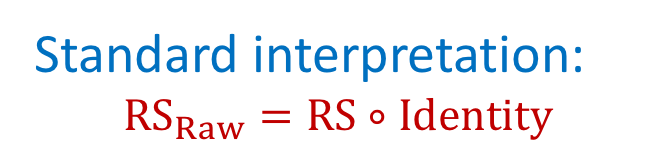 Standard interpretation:
RS_Raw = RS ∘ Identity